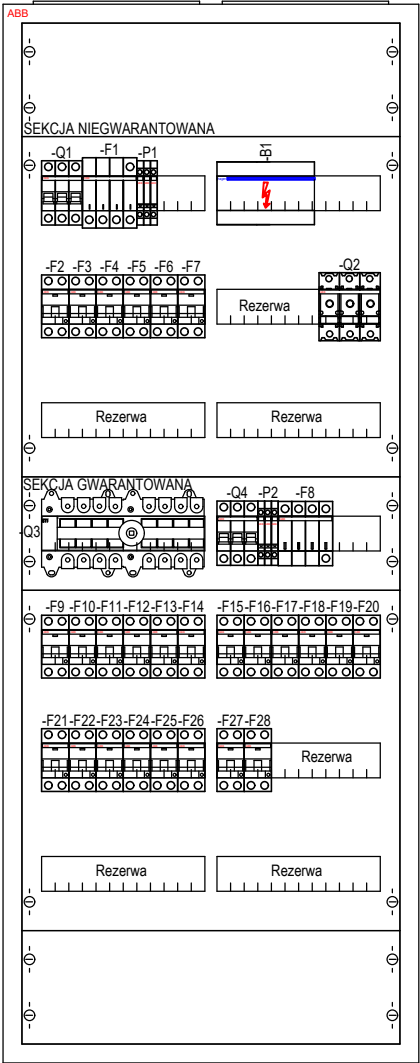 ABB
SEKCJA NIEGWARANTOWANA
-Q1 -F1 -P1 -B1
-F2 -F3 -F4 -F5 -F6 -F7
Rezerwa
-Q2
Rezerwa Rezerwa
SEKCJA GWARANTOWANA
-Q3
-Q4 -P2 -F8
-F9 -F10 -F11 -F12 -F13 -F14 -F15 -F16 -F17 -F18 -F19 -F20
-F21 -F22 -F23 -F24 -F25 -F26 -F27 -F28
Rezerwa
Rezerwa Rezerwa